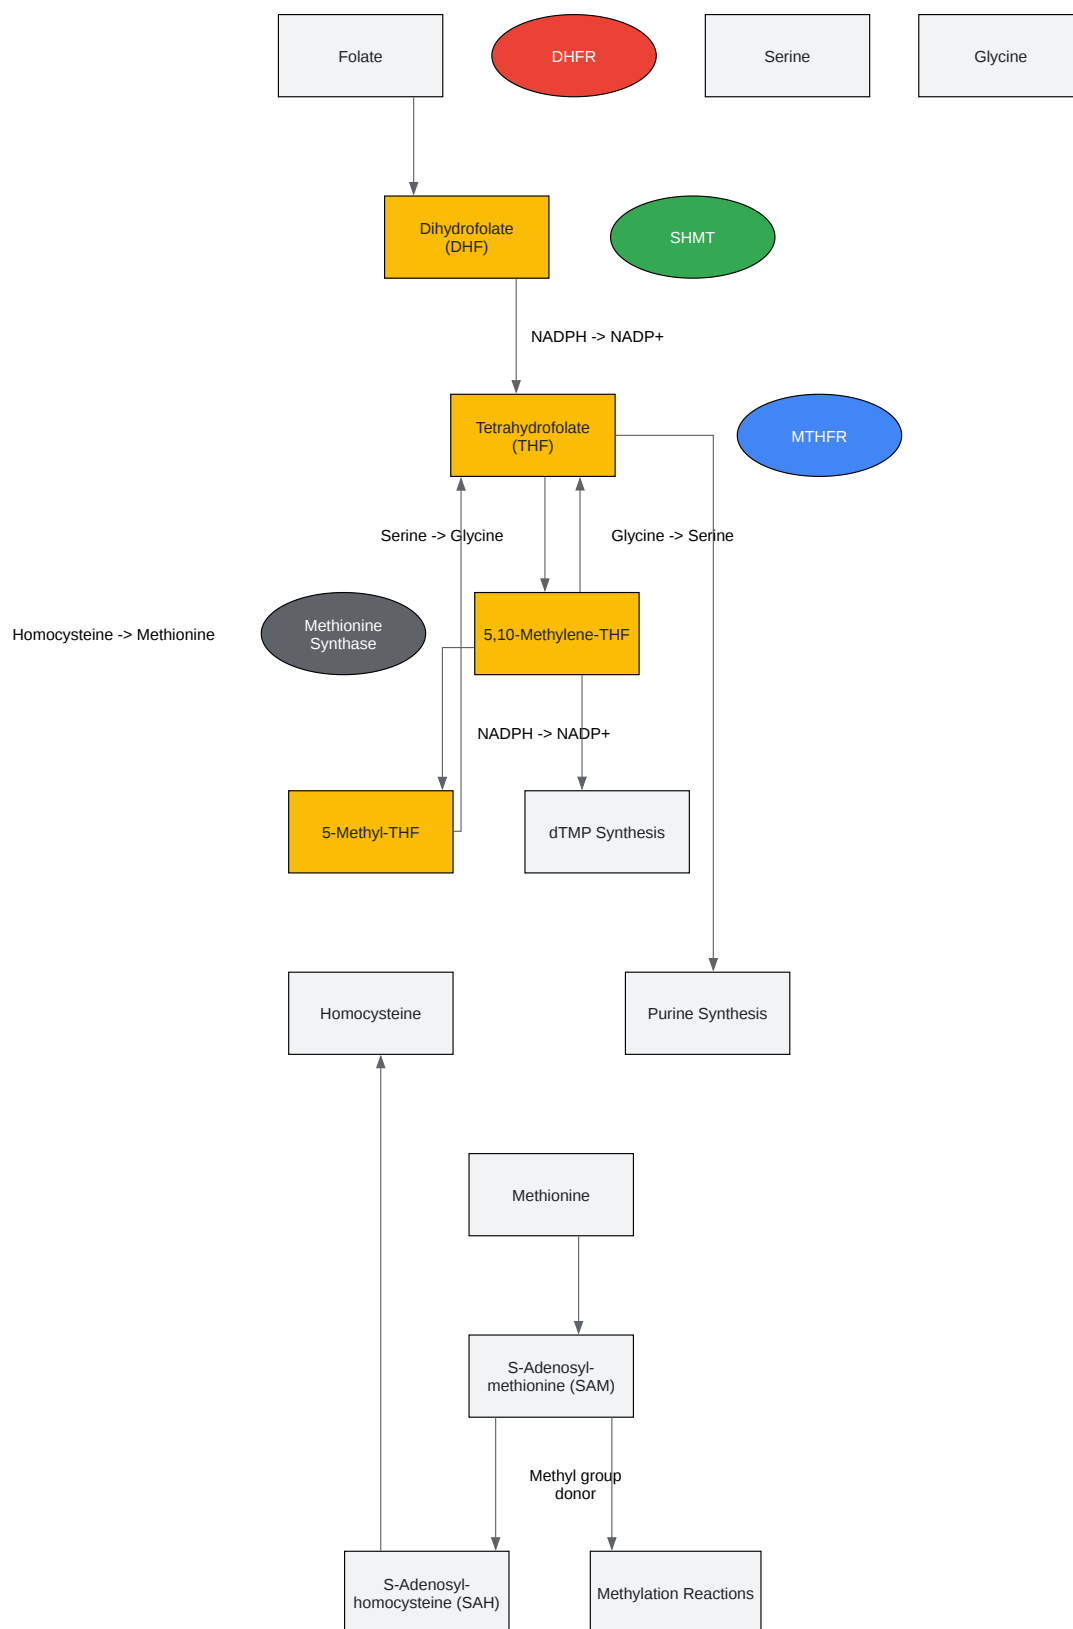 Folate
DHFR
Serine
Glycine
Dihydrofolate
(DHF)
SHMT
NADPH -> NADP+
Tetrahydrofolate
(THF)
MTHFR
Serine -> Glycine
Glycine -> Serine
Homocysteine -> Methionine
Methionine
Synthase
5,10-Methylene-THF
NADPH -> NADP+
5-Methyl-THF
dTMP Synthesis
Homocysteine
Purine Synthesis
Methionine
S-Adenosyl-
methionine (SAM)
Methyl group
donor
S-Adenosyl-
homocysteine (SAH)
Methylation Reactions